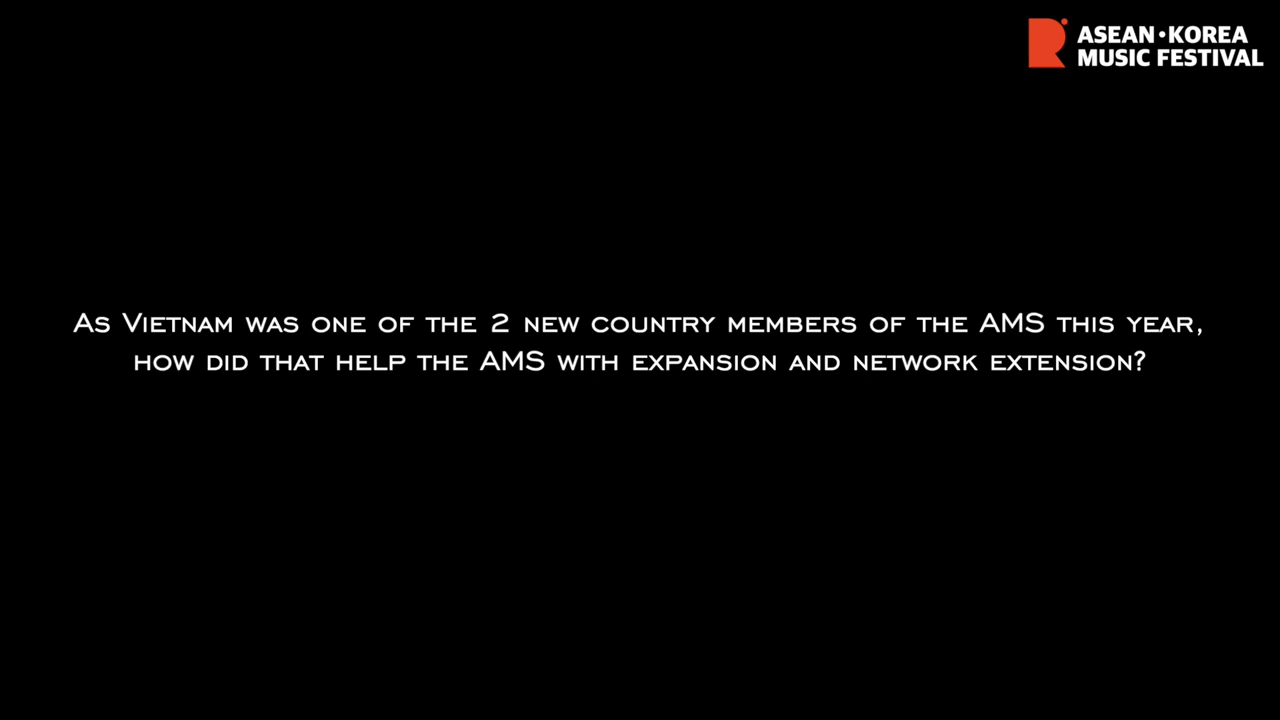 ASEAN•KOREA
MUSIC FESTIVAL
As Vietnam was one of the 2 new country members of the AMS this year,
how did that help the AMS with expansion and network extension?